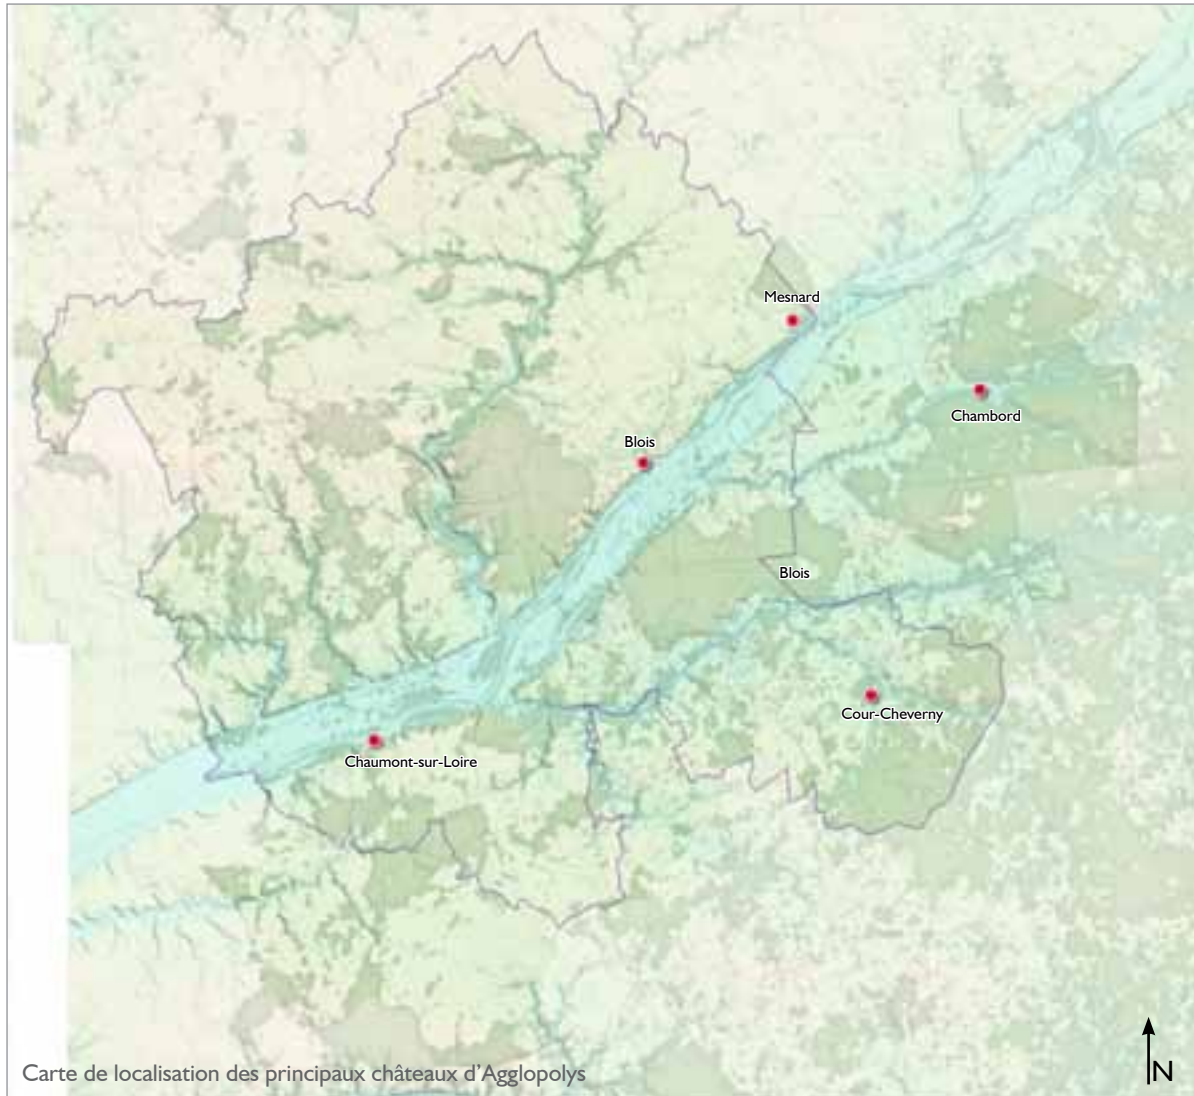 Mesnard
Chambord
Blois
Blois
Cour-Cheverny
Chaumont-sur-Loire
Carte de localisation des principaux châteaux d'Agglopolys
N